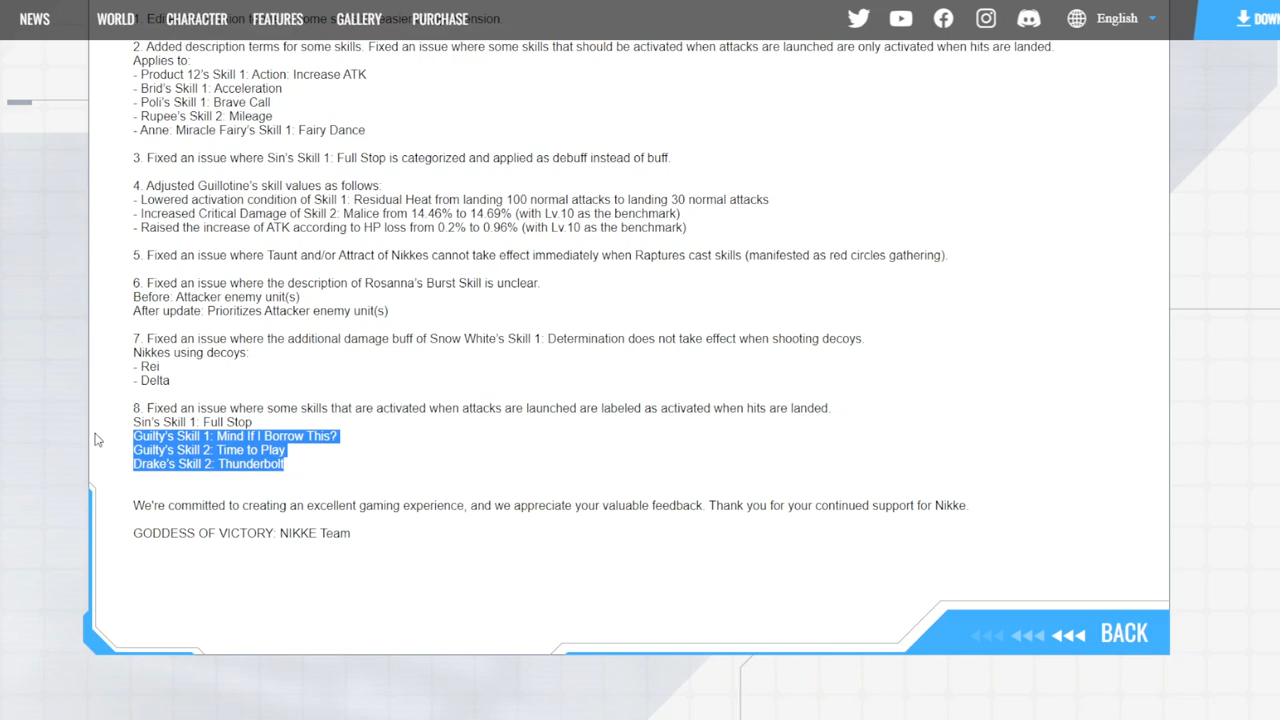 NEWS WORLD CHARACTER FEATURES GALLERY PURCHASE English DOW
2. Added description terms for some skills. Fixed an issue where some skills that should be activated when attacks are launched are only activated when hits are landed.
Applies to:
- Product 12's Skill 1: Action: Increase ATK
- Brid's Skill 1: Acceleration
- Poli's Skill 1: Brave Call
- Rupee's Skill 2: Mileage
- Anne: Miracle Fairy's Skill 1: Fairy Dance
3. Fixed an issue where Sin's Skill 1: Full Stop is categorized and applied as debuff instead of buff.
4. Adjusted Guillotine's skill values as follows:
- Lowered activation condition of Skill 1: Residual Heat from landing 100 normal attacks to landing 30 normal attacks
- Increased Critical Damage of Skill 2: Malice from 14.46% to 14.69% (with Lv.10 as the benchmark)
- Raised the increase of ATK according to HP loss from 0.2% to 0.96% (with Lv.10 as the benchmark)
5. Fixed an issue where Taunt and/or Attract of Nikkes cannot take effect immediately when Raptures cast skills (manifested as red circles gathering).
6. Fixed an issue where the description of Rosanna's Burst Skill is unclear.
Before: Attacker enemy unit(s)
After update: Prioritizes Attacker enemy unit(s)
7. Fixed an issue where the additional damage buff of Snow White's Skill 1: Determination does not take effect when shooting decoys.
Nikkes using decoys:
- Rei
- Delta
8. Fixed an issue where some skills that are activated when attacks are launched are labeled as activated when hits are landed.
Sin's Skill 1: Full Stop
Guilty's Skill 1: Mind If I Borrow This?
Guilty's Skill 2: Time to Play
Drake's Skill 2: Thunderbolt
We're committed to creating an excellent gaming experience, and we appreciate your valuable feedback. Thank you for your continued support for Nikke.
GODDESS OF VICTORY: NIKKE Team
BACK